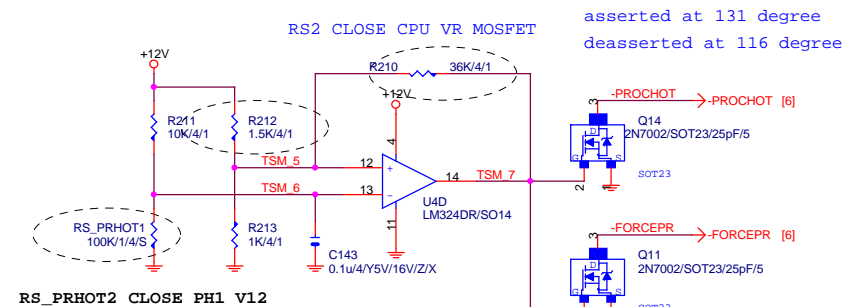 asserted at 131 degree
RS2 CLOSE CPU VR MOSFET
deasserted at 116 degree
+12V
R210 36K/4/1
+12V
3
-PROCHOT
-PROCHOT [6]
R211
10K/4/1
R212
1.5K/4/1
4
Q14
2N7002/SOT23/25pF/5
D
G S
TSM_5
12
+
14
TSM_7
SOT23
TSM_6
13
-
2
1
U4D
LM324DR/SO14
RS_PRHOT1
100K/1/4/S
R213
1K/4/1
11
3
-FORCEPR
-FORCEPR [6]
C143
0.1u/4/Y5V/16V/Z/X
Q11
2N7002/SOT23/25pF/5
D
G S
RS_PRHOT2 CLOSE PH1 V12
SOT23